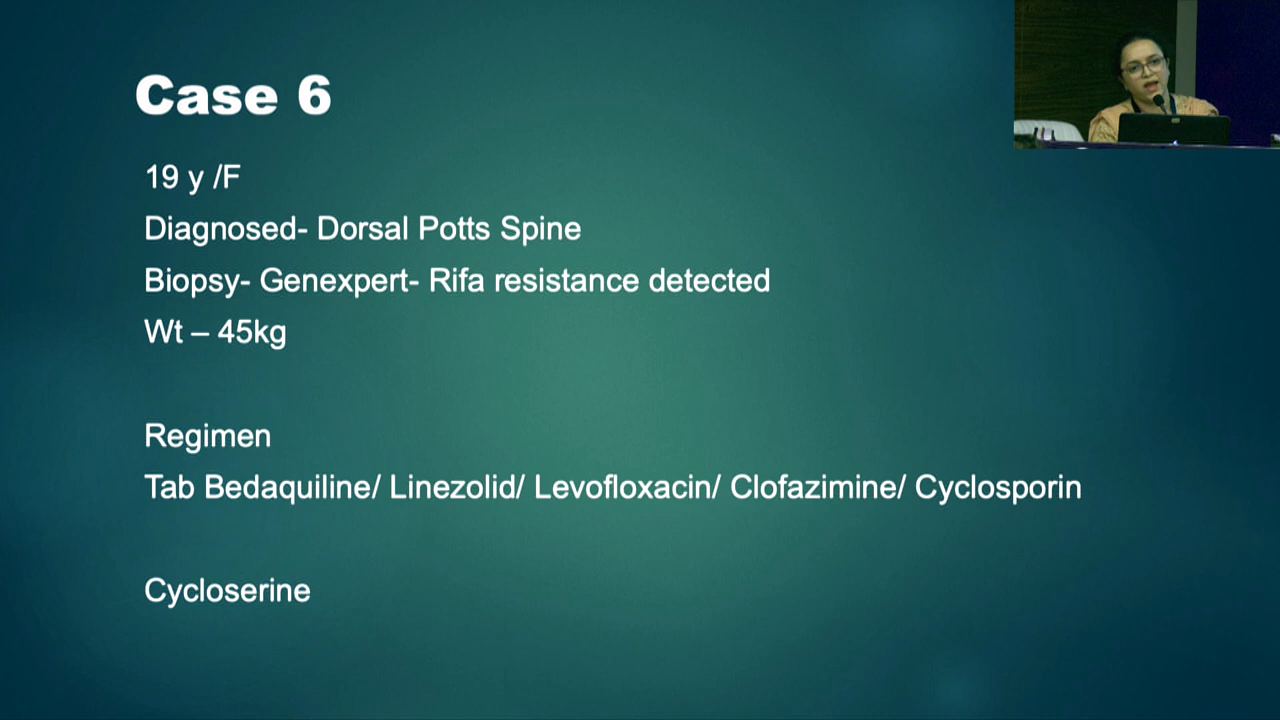 Case 6
19 y /F
Diagnosed- Dorsal Potts Spine
Biopsy- Genexpert- Rifa resistance detected
Wt – 45kg
Regimen
Tab Bedaquiline/ Linezolid/ Levofloxacin/ Clofazimine/ Cyclosporin
Cycloserine